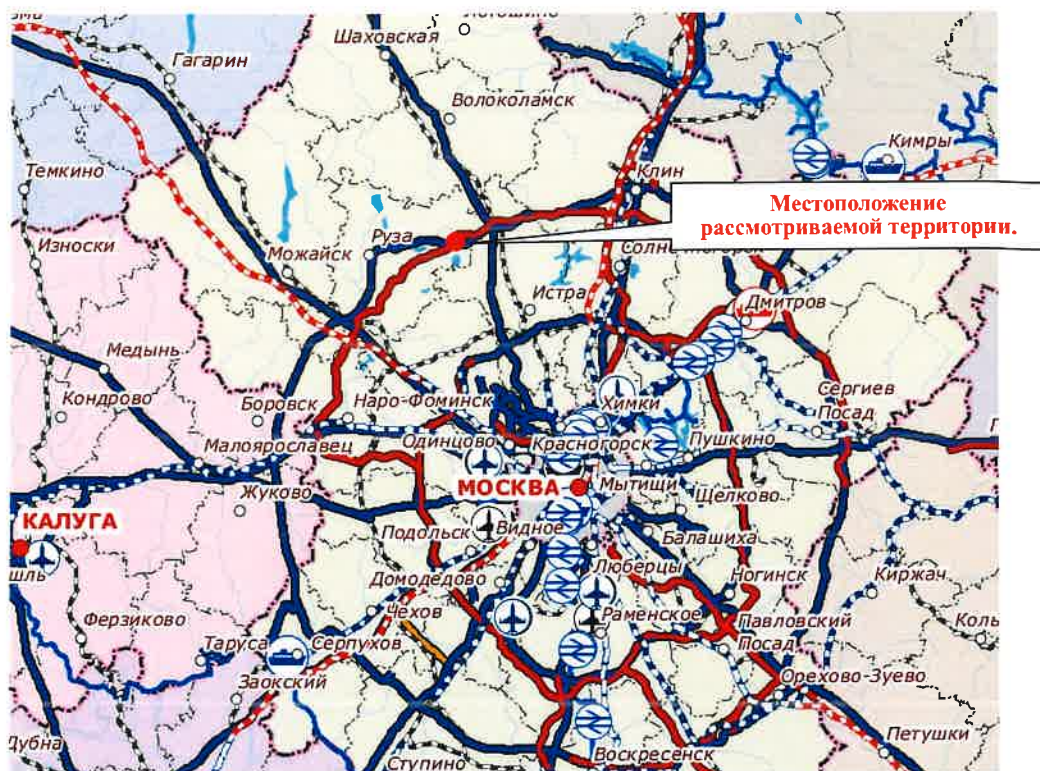 Шаховская
Гагарин
Волоколамск
Кимры
Темкино
Клин
Местоположение
рассмотриваемой территории.
Износки
Руза
Можайск
Истра
Дмитров
Медынь
Кондрово
Боровск
Наро-Фоминск
Химки
Сергиев
Посад
Малоярославец
Одинцово
Красногорск
Пушкино
Жуково
МОСКВА
Мытищи
Щелково
КАЛУГА
Подольск
Видное
Балашиха
Домодедово
Люберцы
Ногинск
Киржач
Ферзиково
Чехов
Раменское
Павловский
Посад
Таруса
Серпухов
Заокский
Орехово-Зуево
Дубна
Воскресенск
Петушки
Ступино